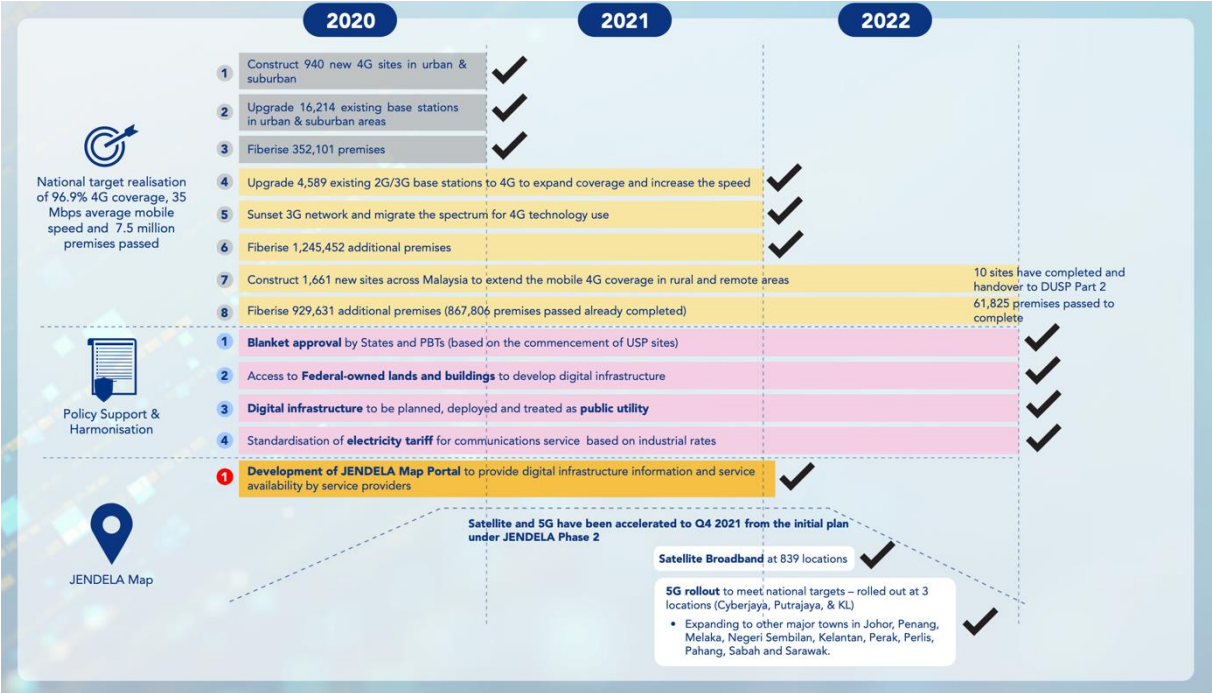 2020
2021
2022
National target realisation
of 96.9% 4G coverage, 35
Mbps average mobile
speed and 7.5 million
premises passed
1
Construct 940 new 4G sites in urban &
suburban
2
Upgrade 16,214 existing base stations
in urban & suburban areas
3
Fiberise 352,101 premises
4
Upgrade 4,589 existing 2G/3G base stations to 4G to expand coverage and increase the speed
5
Sunset 3G network and migrate the spectrum for 4G technology use
6
Fiberise 1,245,452 additional premises
7
Construct 1,661 new sites across Malaysia to extend the mobile 4G coverage in rural and remote areas
10 sites have completed and
handover to DUSP Part 2
8
Fiberise 929,631 additional premises (867,806 premises passed already completed)
61,825 premises passed to
complete
Policy Support &
Harmonisation
1
Blanket approval by States and PBTs (based on the commencement of USP sites)
2
Access to Federal-owned lands and buildings to develop digital infrastructure
3
Digital infrastructure to be planned, deployed and treated as public utility
4
Standardisation of electricity tariff for communications service based on industrial rates
JENDELA Map
1
Development of JENDELA Map Portal to provide digital infrastructure information and service
availability by service providers
Satellite and 5G have been accelerated to Q4 2021 from the initial plan
under JENDELA Phase 2
Satellite Broadband at 839 locations
5G rollout to meet national targets – rolled out at 3
locations (Cyberjaya, Putrajaya, & KL)
• Expanding to other major towns in Johor, Penang,
Melaka, Negeri Sembilan, Kelantan, Perak, Perlis,
Pahang, Sabah and Sarawak.